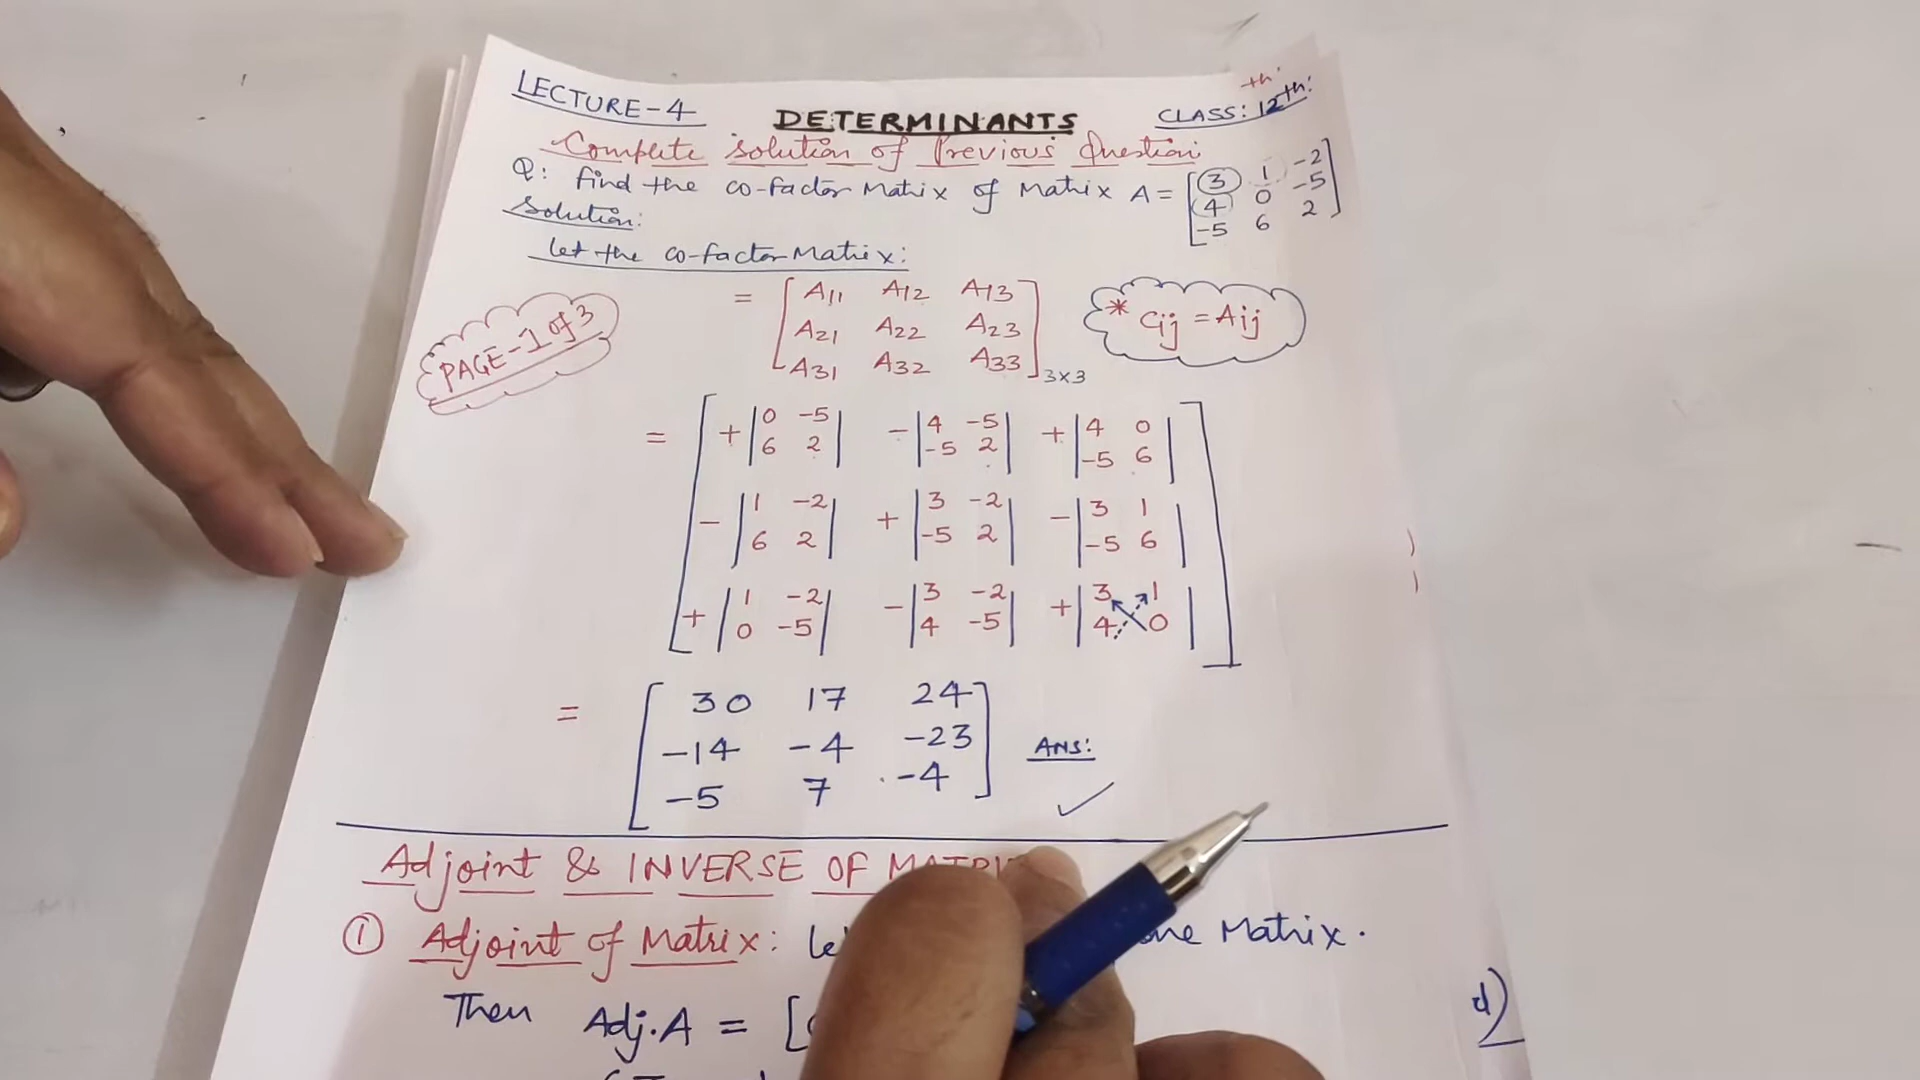 LECTURE-4
DETERMINANTS
CLASS: 12th:
Complete Solution of Previous Question
Q: find the co-factor Matrix of Matrix A = [3 1 -2
4 0 -5
-5 6 2]
Solution:
let the co-factor Matrix:
= [A11 A12 A13
A21 A22 A23
A31 A32 A33]3x3
* Cij = Aij
PAGE-1 of 3
= [+|0 -5| -|4 -5| +|4 0|
|6 2| |-5 2| |-5 6|
-|1 -2| +|3 -2| -|3 1|
|6 2| |-5 2| |-5 6|
+|1 -2| -|3 -2| +|3 1|
|0 -5| |4 -5| |4 0|]
= [30 17 24
-14 -4 -23
-5 7 -4]
ANS:
Adjoint & INVERSE OF
① Adjoint of Matrix: Matrix.
Then Adj.A = [